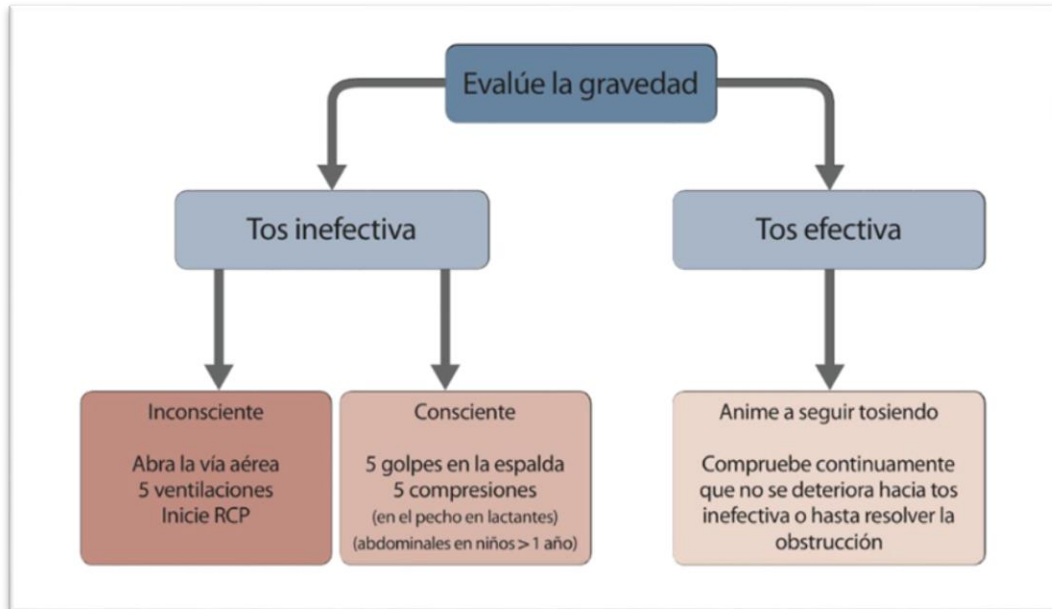 Evalúe la gravedad
Tos inefectiva
Tos efectiva
Inconsciente
Abra la vía aérea
5 ventilaciones
Inicie RCP
Consciente
5 golpes en la espalda
5 compresiones
(en el pecho en lactantes)
(abdominales en niños > 1 año)
Anime a seguir tosiendo
Compruebe continuamente
que no se deteriora hacia tos
inefectiva o hasta resolver la
obstrucción